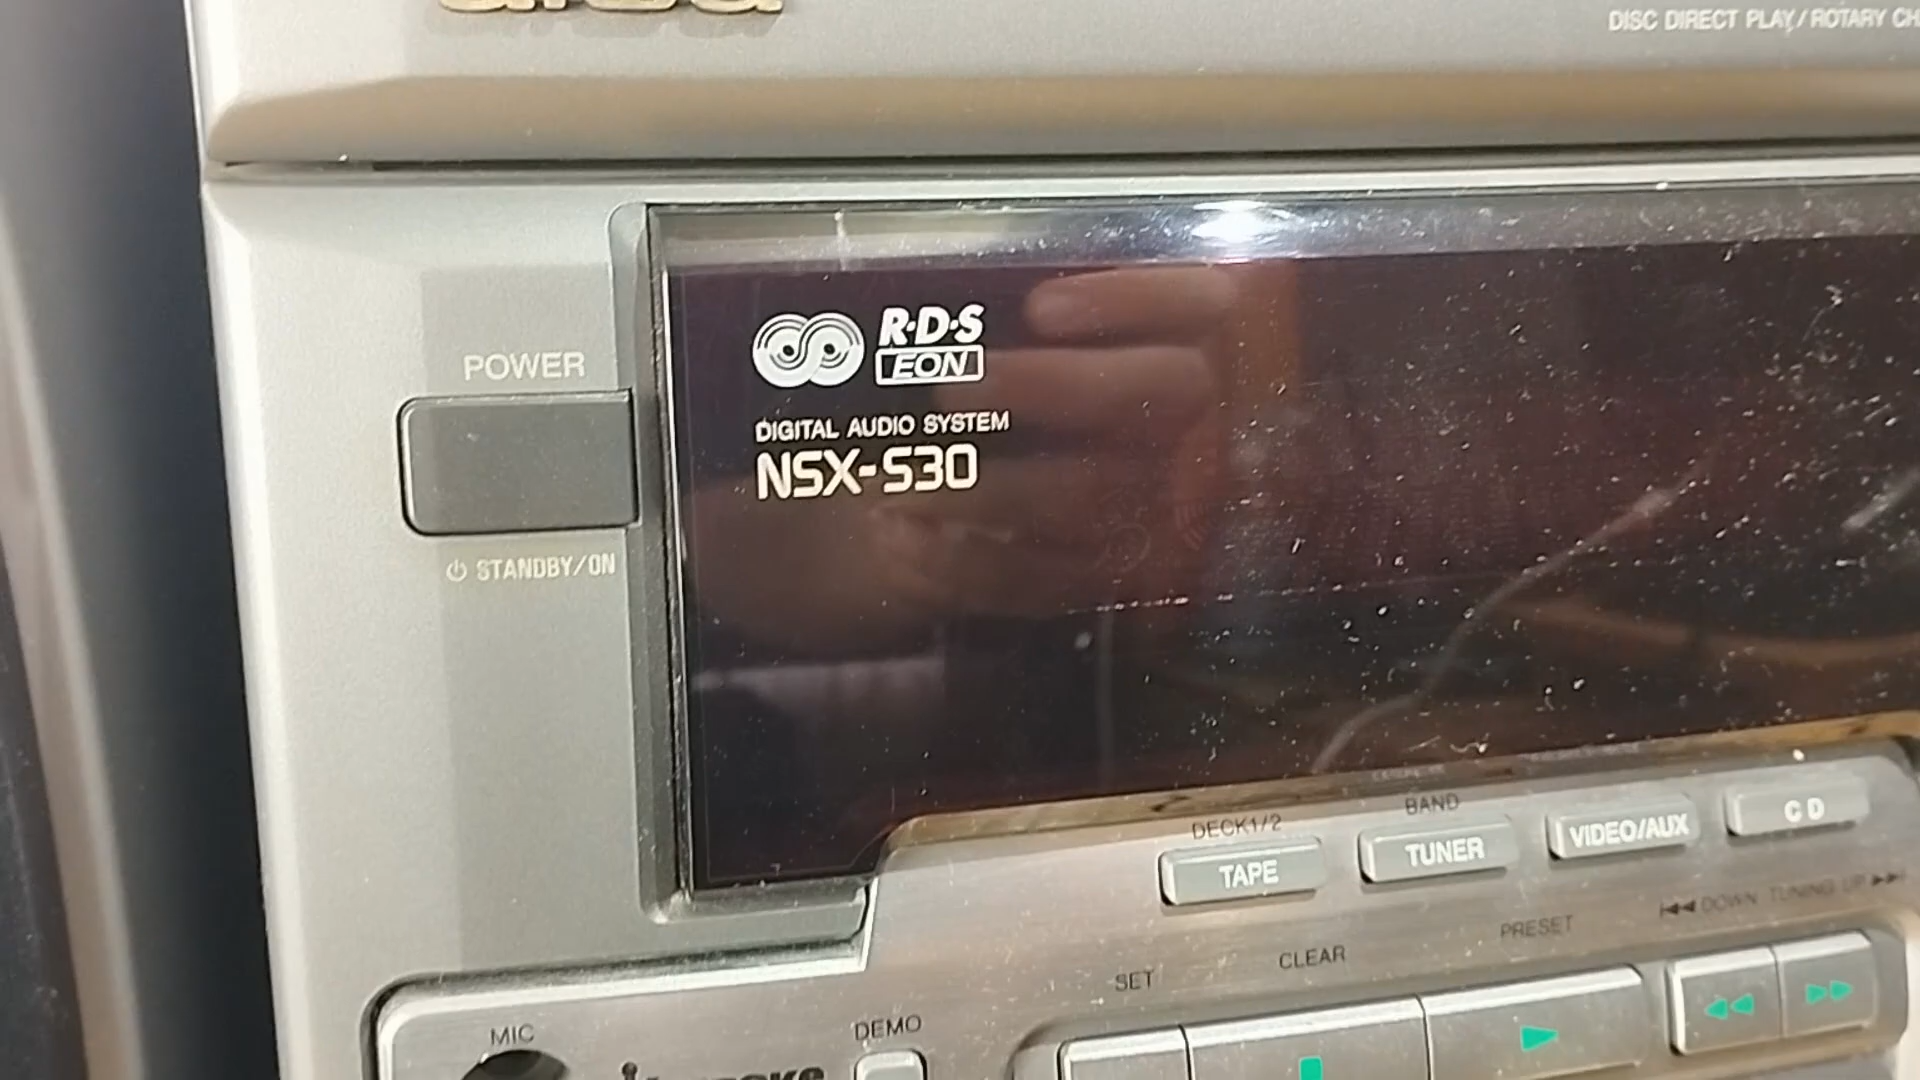 DISC DIRECT PLAY/ROTARY
R·D·S
EON
POWER
DIGITAL AUDIO SYSTEM
NSX-S30
STANDBY/ON
BAND
DECK1/2
VIDEO/AUX
CD
TUNER
TAPE
DOWN TUNING UP
PRESET
CLEAR
SET
MIC
DEMO